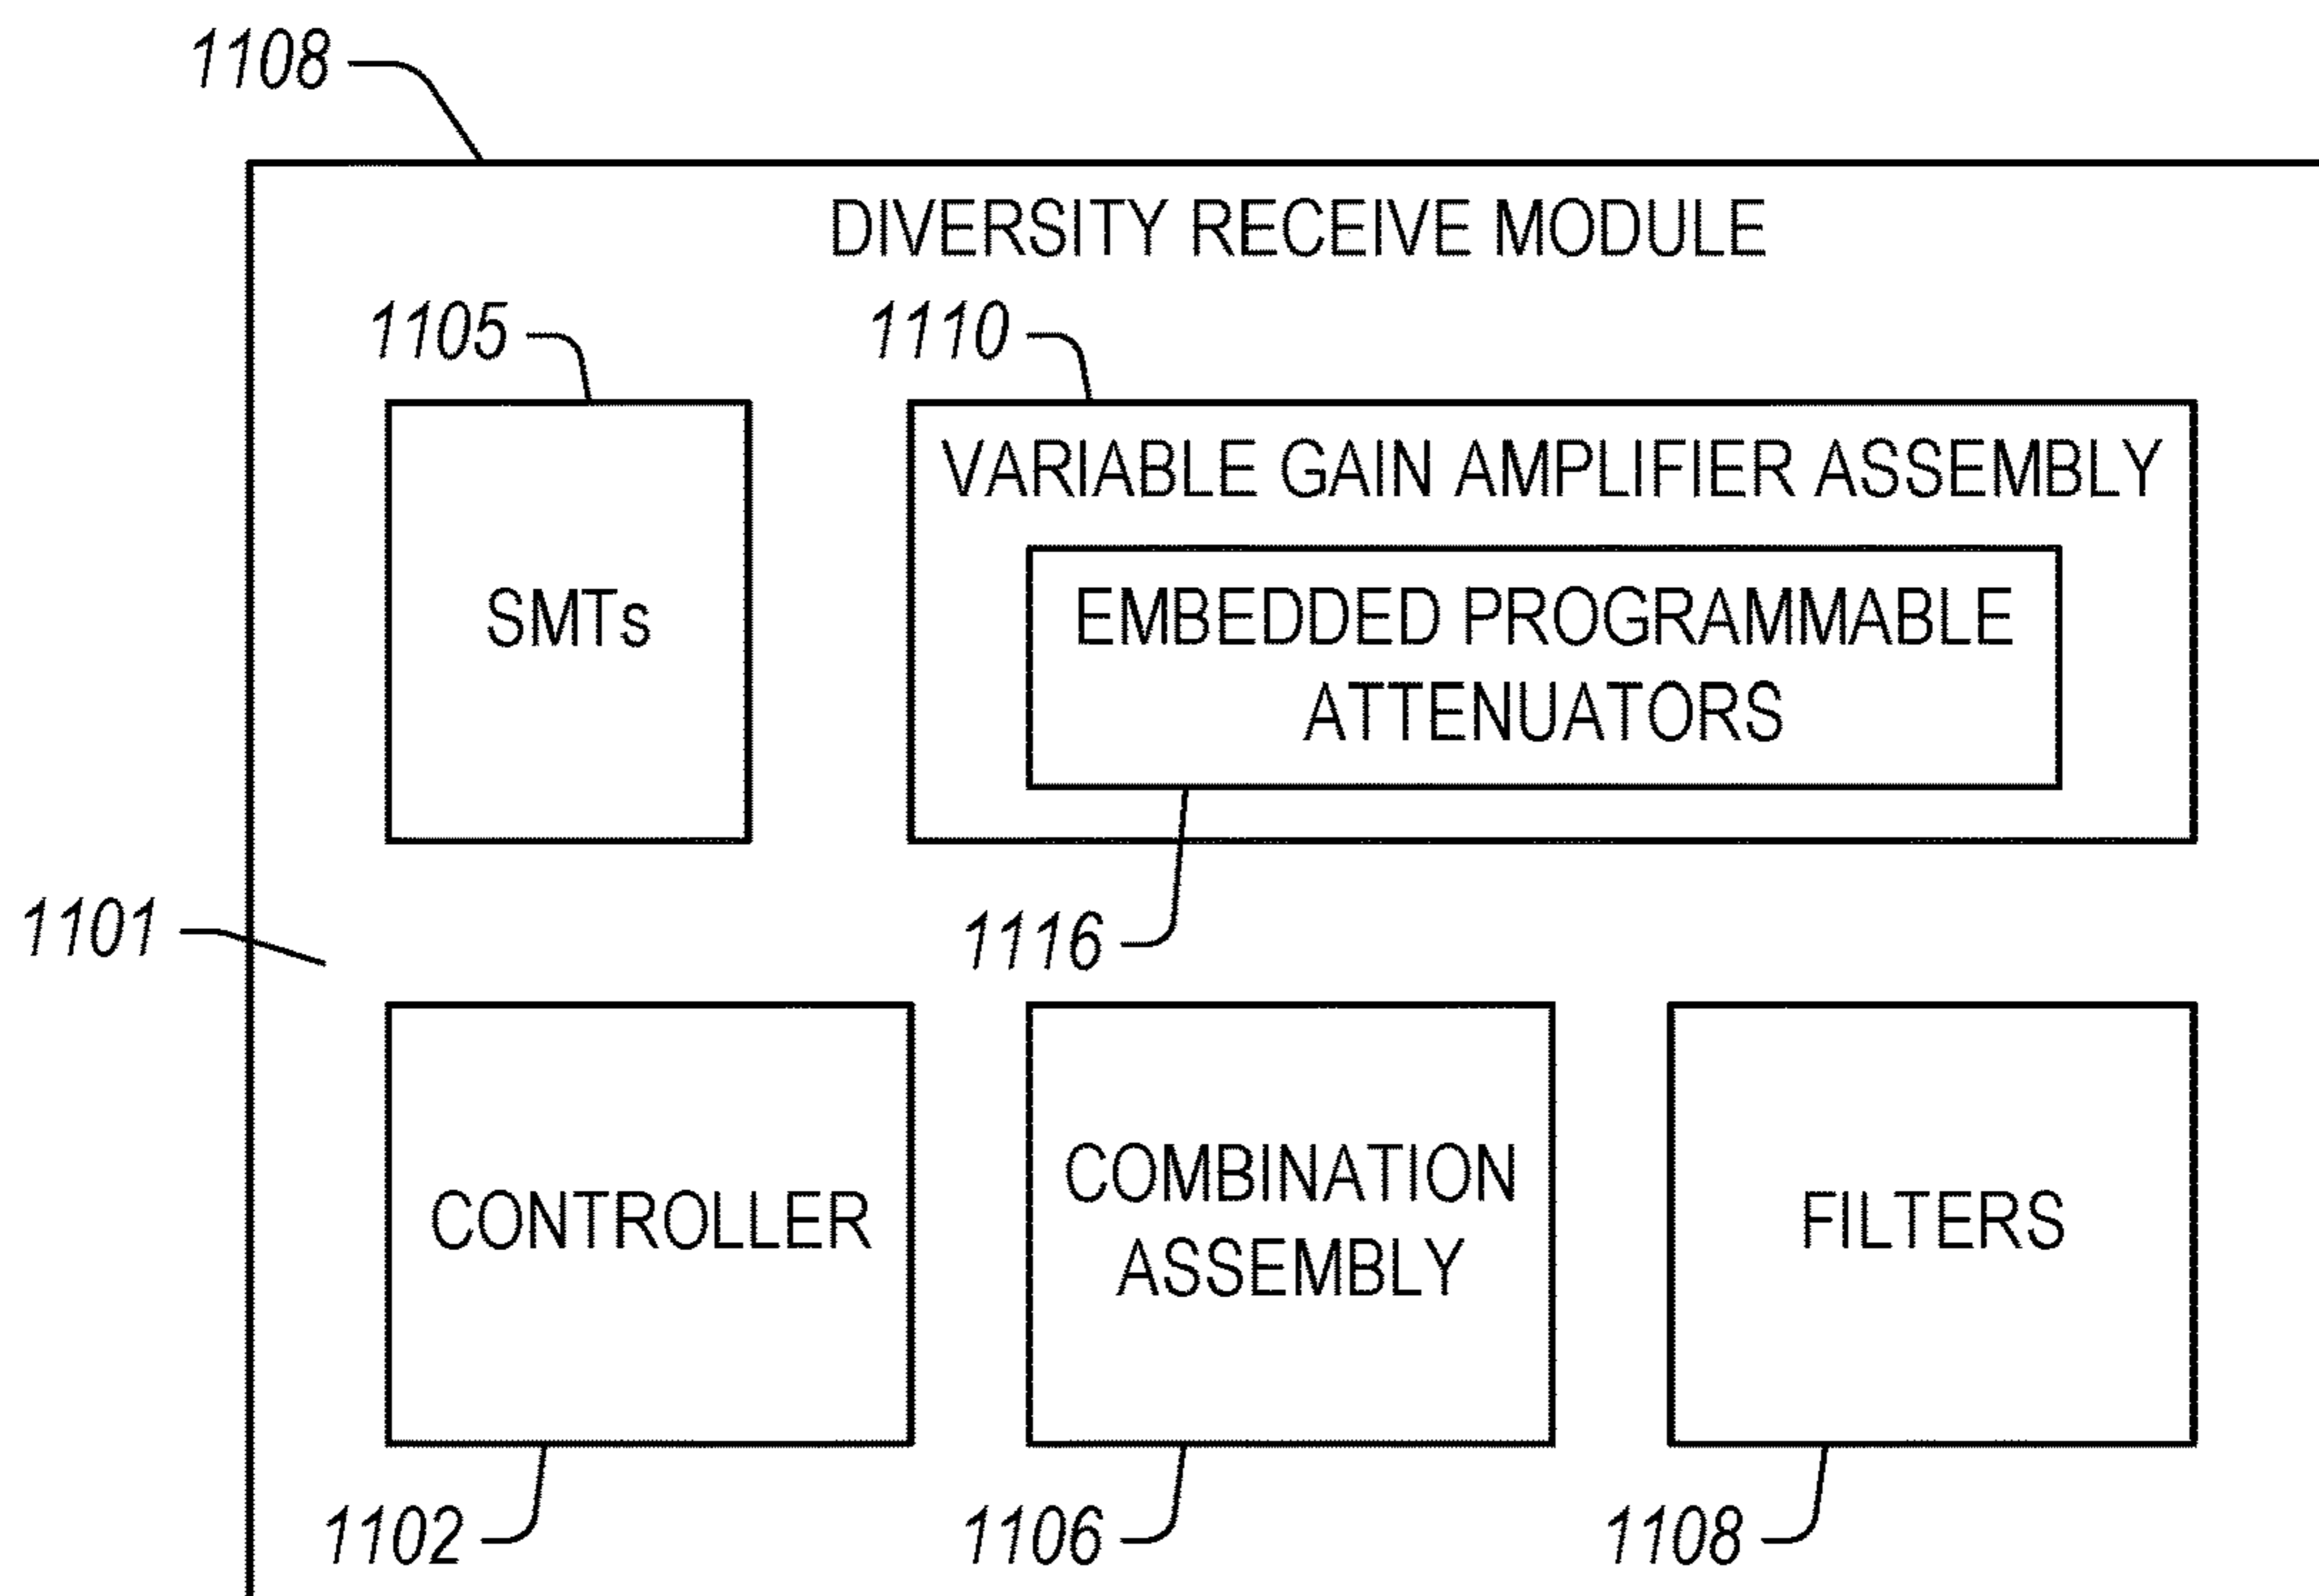 1108
DIVERSITY RECEIVE MODULE
1105
1110
VARIABLE GAIN AMPLIFIER ASSEMBLY
SMTs
EMBEDDED PROGRAMMABLE
ATTENUATORS
1101
1116
CONTROLLER
COMBINATION
ASSEMBLY
FILTERS
1102
1106
1108